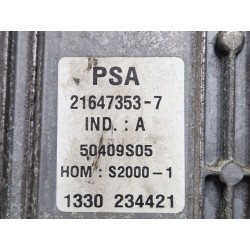 PSA
21647353-7
IND. : A
50409S05
HOM : S2000-1
1330 234421